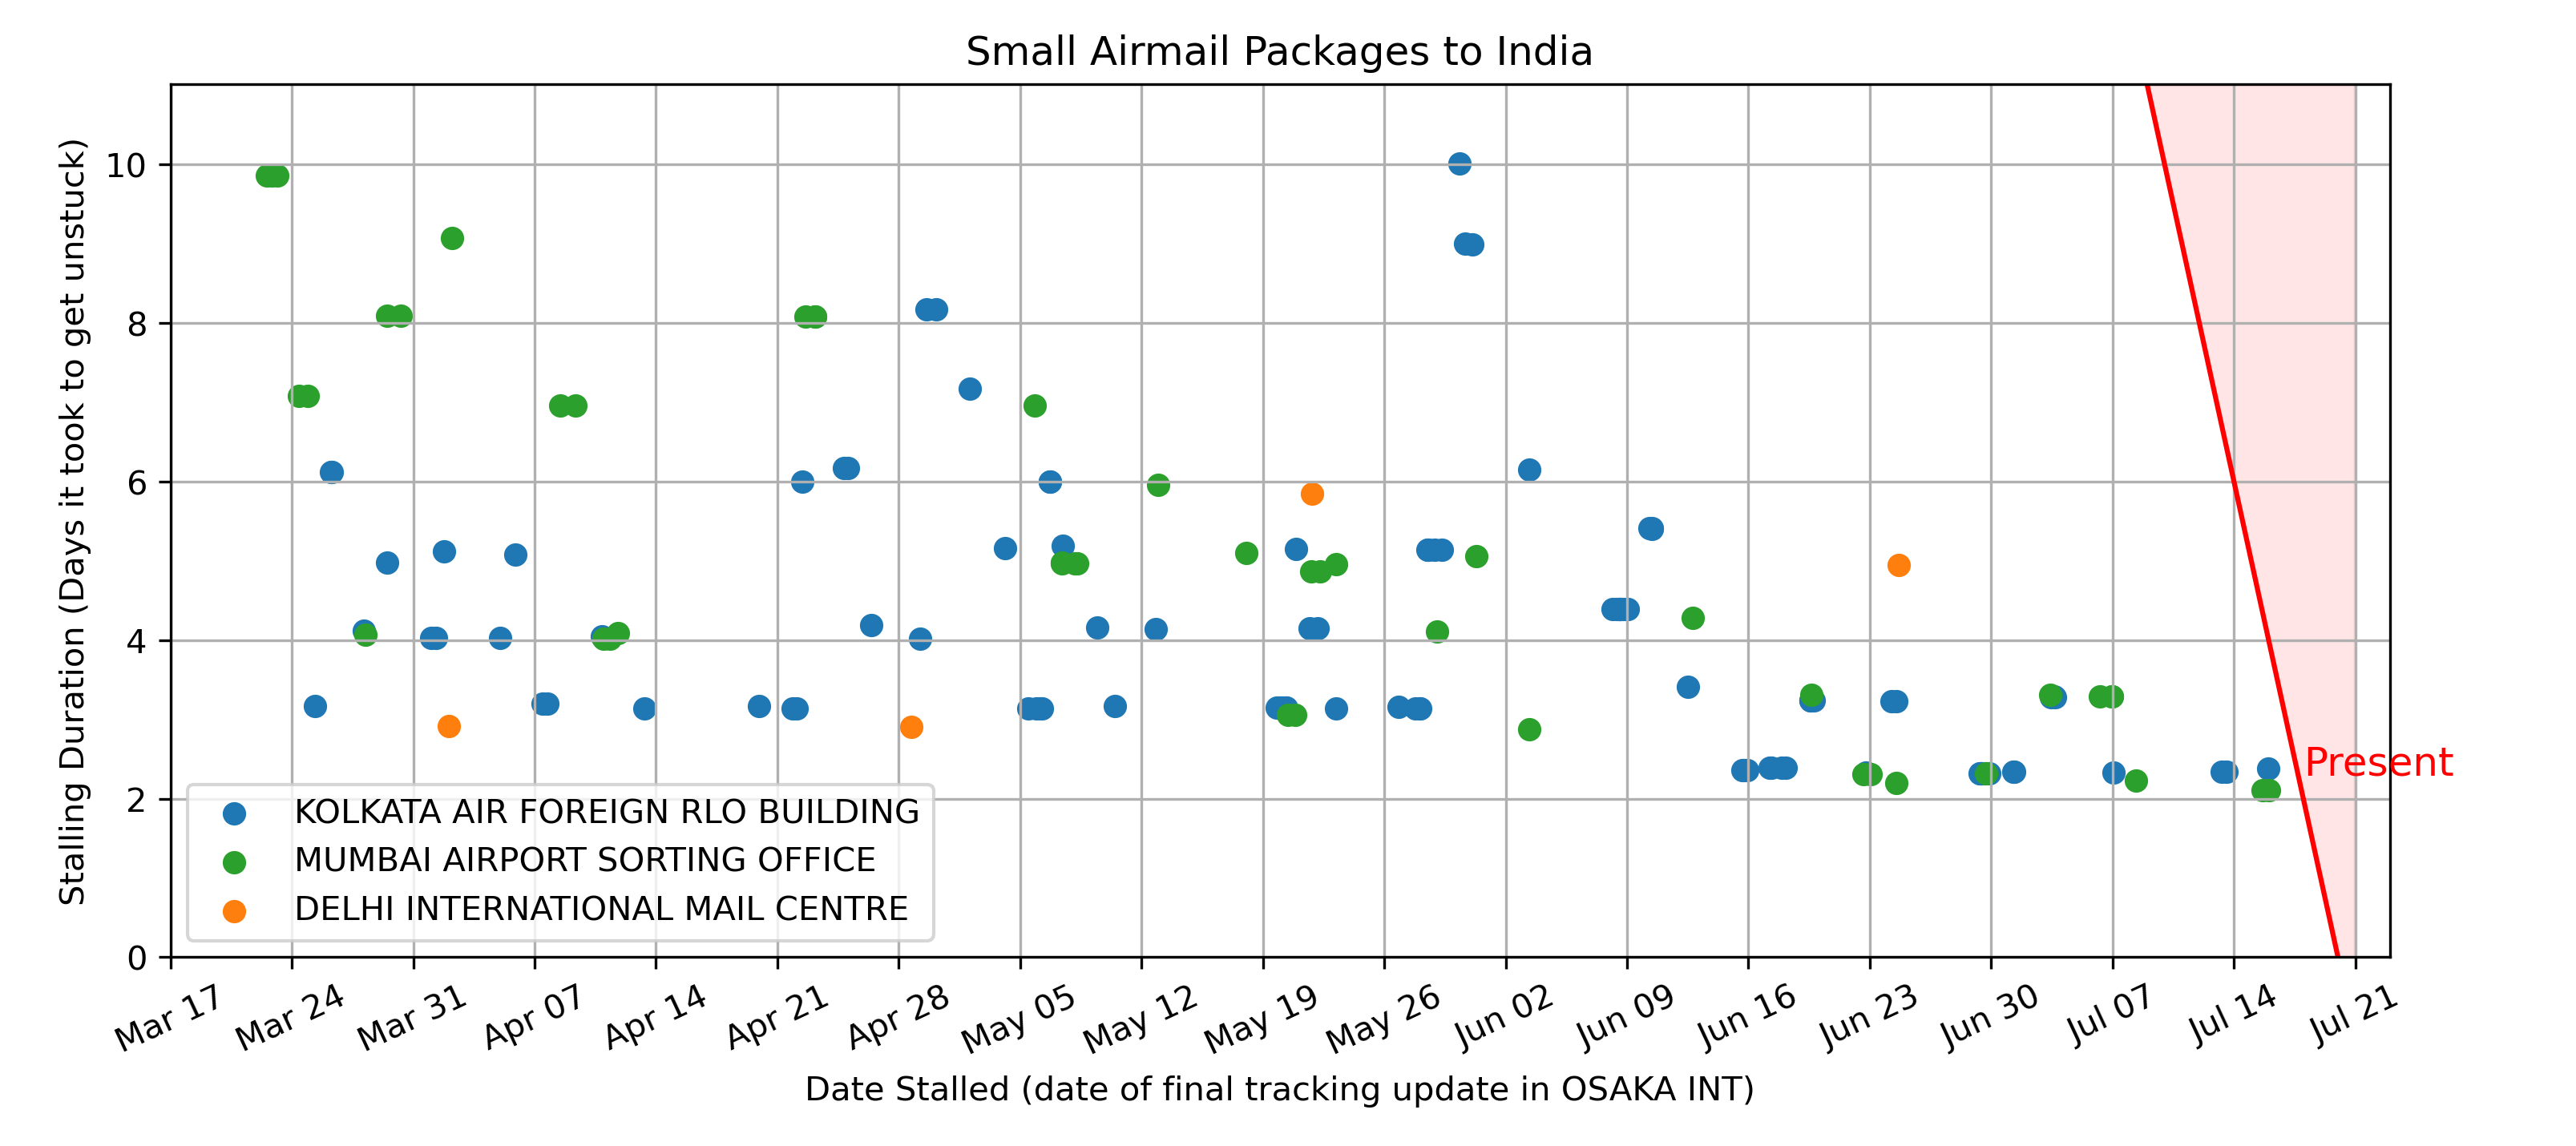 Small Airmail Packages to India
Stalling Duration (Days it took to get unstuck)
10
8
6
4
2
0
Present
KOLKATA AIR FOREIGN RLO BUILDING
MUMBAI AIRPORT SORTING OFFICE
DELHI INTERNATIONAL MAIL CENTRE
Mar 17 Mar 24 Mar 31 Apr 07 Apr 14 Apr 21 Apr 28 May 05 May 12 May 19 May 26 Jun 02 Jun 09 Jun 16 Jun 23 Jun 30 Jul 07 Jul 14 Jul 21
Date Stalled (date of final tracking update in OSAKA INT)